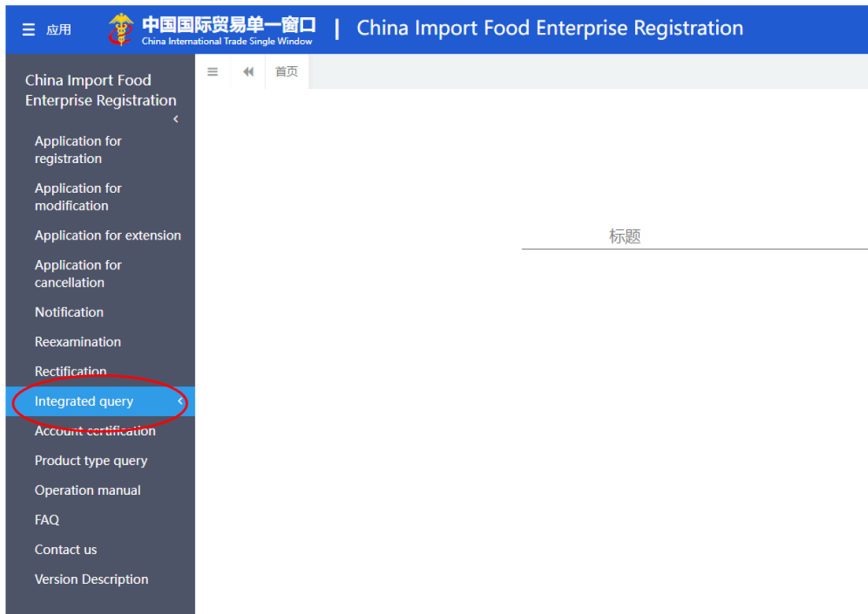 应用
中国国际贸易单一窗口
China International Trade Single Window
| China Import Food Enterprise Registration
China Import Food
Enterprise Registration
首页
Application for
registration
Application for
modification
Application for extension
Application for
cancellation
Notification
Reexamination
Rectification
Integrated query
Account certification
Product type query
Operation manual
FAQ
Contact us
Version Description
标题